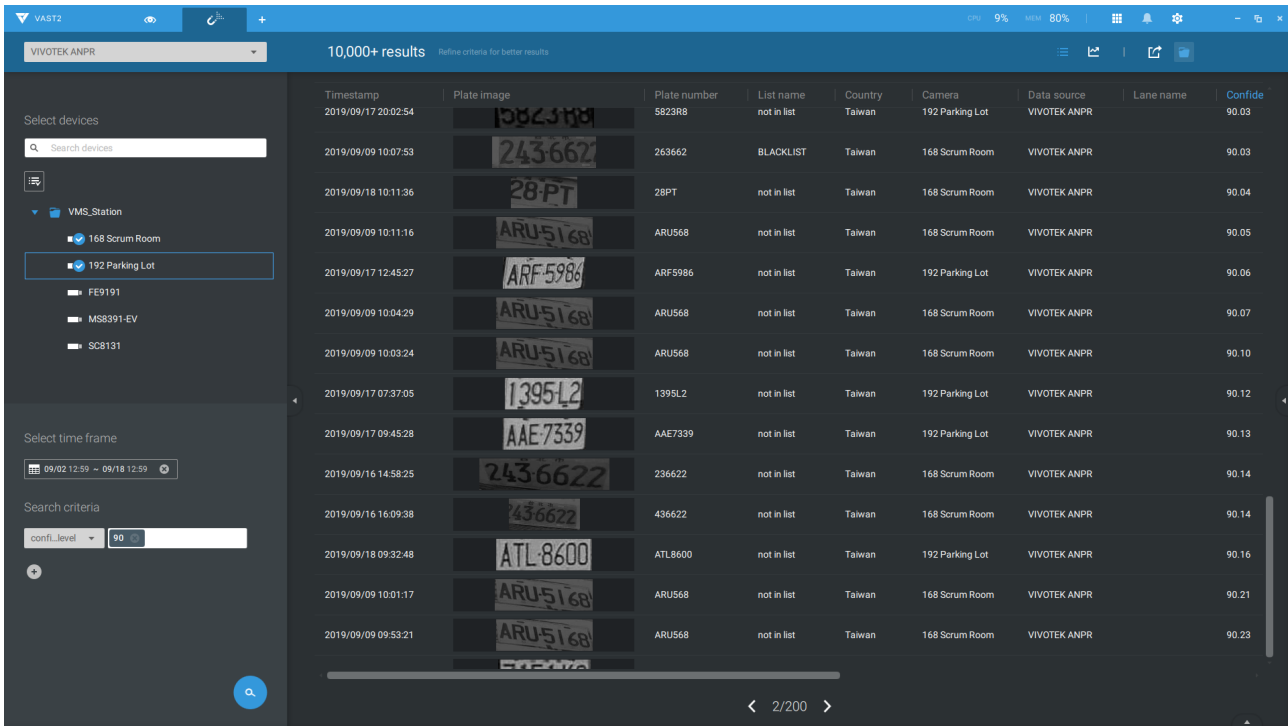 VAST2
+
CPU 9% MEM 80%
VIVOTEK ANPR
10,000+ results Refine criteria for better results
Select devices
Search devices
VMS_Station
168 Scrum Room
192 Parking Lot
FE9191
MS8391-EV
SC8131
Select time frame
09/02 12:59 ~ 09/18 12:59
Search criteria
confi...level 90
Timestamp Plate image Plate number List name Country Camera Data source Lane name Confide
2019/09/17 20:02:54 5823R8 5823R8 not in list Taiwan 192 Parking Lot VIVOTEK ANPR 90.03
2019/09/09 10:07:53 243·6622 263662 BLACKLIST Taiwan 168 Scrum Room VIVOTEK ANPR 90.03
2019/09/18 10:11:36 28·PT 28PT not in list Taiwan 168 Scrum Room VIVOTEK ANPR 90.04
2019/09/09 10:11:16 ARU·5168 ARU568 not in list Taiwan 168 Scrum Room VIVOTEK ANPR 90.05
2019/09/17 12:45:27 ARF·5986 ARF5986 not in list Taiwan 192 Parking Lot VIVOTEK ANPR 90.06
2019/09/09 10:04:29 ARU·5168 ARU568 not in list Taiwan 168 Scrum Room VIVOTEK ANPR 90.07
2019/09/09 10:03:24 ARU·5168 ARU568 not in list Taiwan 168 Scrum Room VIVOTEK ANPR 90.10
2019/09/17 07:37:05 1395·L2 1395L2 not in list Taiwan 192 Parking Lot VIVOTEK ANPR 90.12
2019/09/17 09:45:28 AAE·7339 AAE7339 not in list Taiwan 192 Parking Lot VIVOTEK ANPR 90.13
2019/09/16 14:58:25 243·6622 236622 not in list Taiwan 168 Scrum Room VIVOTEK ANPR 90.14
2019/09/16 16:09:38 436622 436622 not in list Taiwan 168 Scrum Room VIVOTEK ANPR 90.14
2019/09/18 09:32:48 ATL·8600 ATL8600 not in list Taiwan 192 Parking Lot VIVOTEK ANPR 90.16
2019/09/09 10:01:17 ARU·5168 ARU568 not in list Taiwan 168 Scrum Room VIVOTEK ANPR 90.21
2019/09/09 09:53:21 ARU·5168 ARU568 not in list Taiwan 168 Scrum Room VIVOTEK ANPR 90.23
2/200